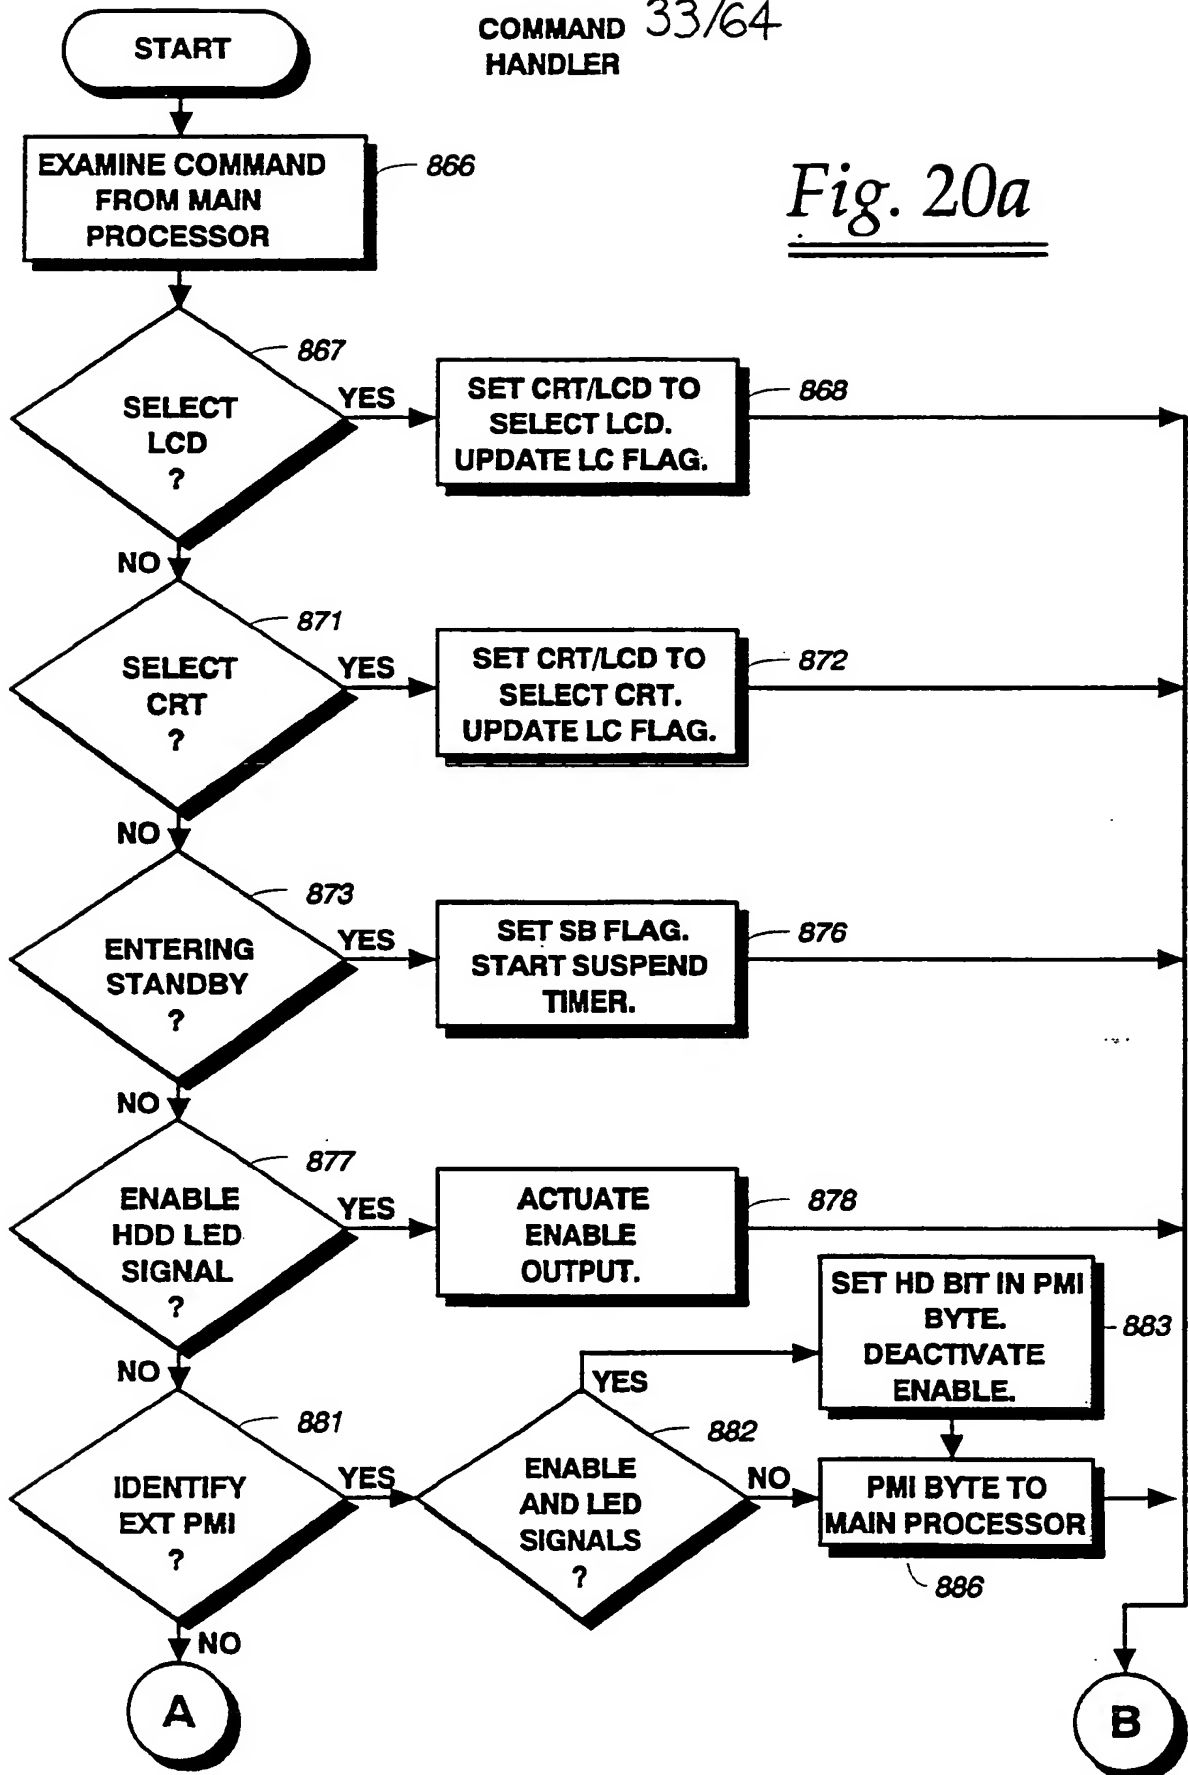 COMMAND 33/64
HANDLER
START
EXAMINE COMMAND
FROM MAIN
PROCESSOR
866
Fig. 20a
867
SELECT
LCD
?
YES
SET CRT/LCD TO
SELECT LCD.
UPDATE LC FLAG.
868
NO
871
SELECT
CRT
?
YES
SET CRT/LCD TO
SELECT CRT.
UPDATE LC FLAG.
872
NO
873
ENTERING
STANDBY
?
YES
SET SB FLAG.
START SUSPEND
TIMER.
876
NO
877
ENABLE
HDD LED
SIGNAL
?
YES
ACTUATE
ENABLE
OUTPUT.
878
NO
881
IDENTIFY
EXT PMI
?
YES
882
ENABLE
AND LED
SIGNALS
?
YES
SET HD BIT IN PMI
BYTE.
DEACTIVATE
ENABLE.
883
NO
PMI BYTE TO
MAIN PROCESSOR
886
NO
A
B